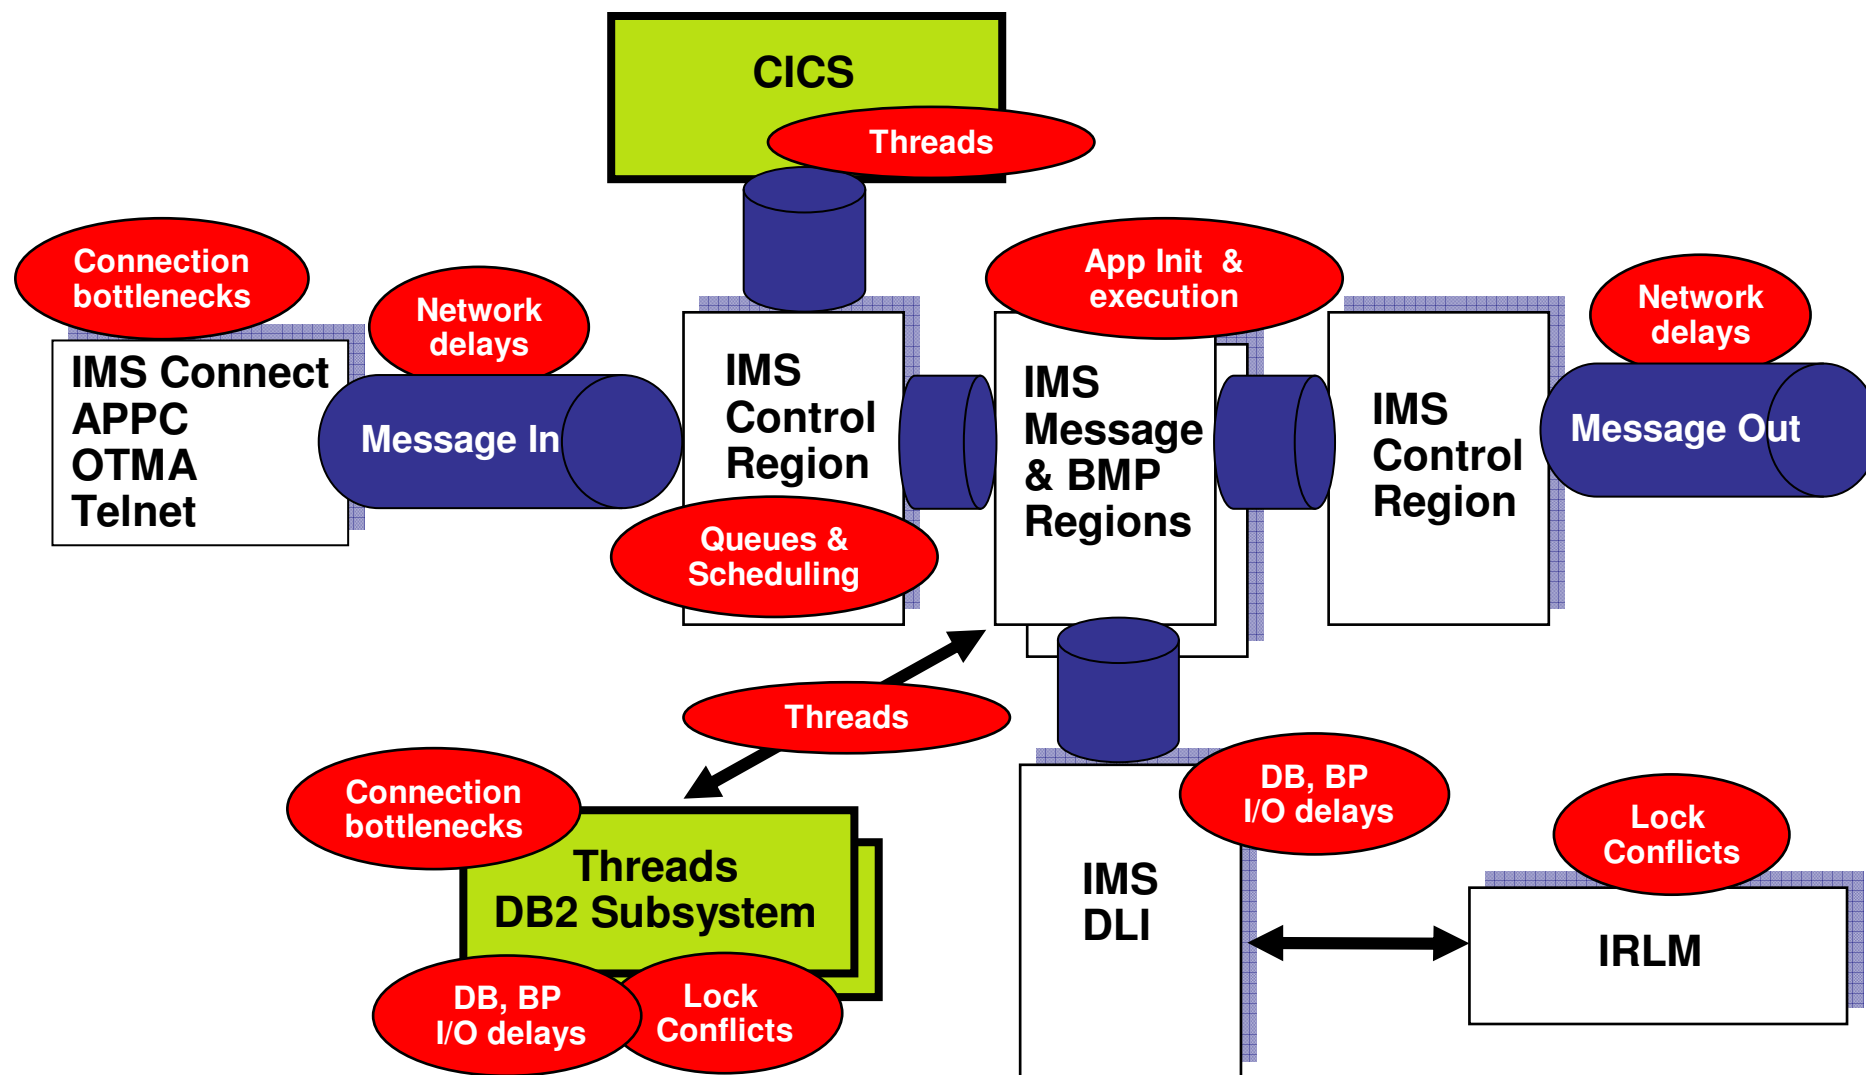 CICS
Threads
Connection
bottlenecks
Network
delays
App Init & 
execution
Network
delays
IMS Connect
APPC
OTMA
Telnet
Message In
IMS
Control
Region
Queues &
Scheduling
IMS
Message
& BMP
Regions
IMS
Control
Region
Message Out
Threads
Connection
bottlenecks
Threads
DB2 Subsystem
DB, BP
I/O delays
Lock
Conflicts
DB, BP
I/O delays
IMS
DLI
Lock
Conflicts
IRLM